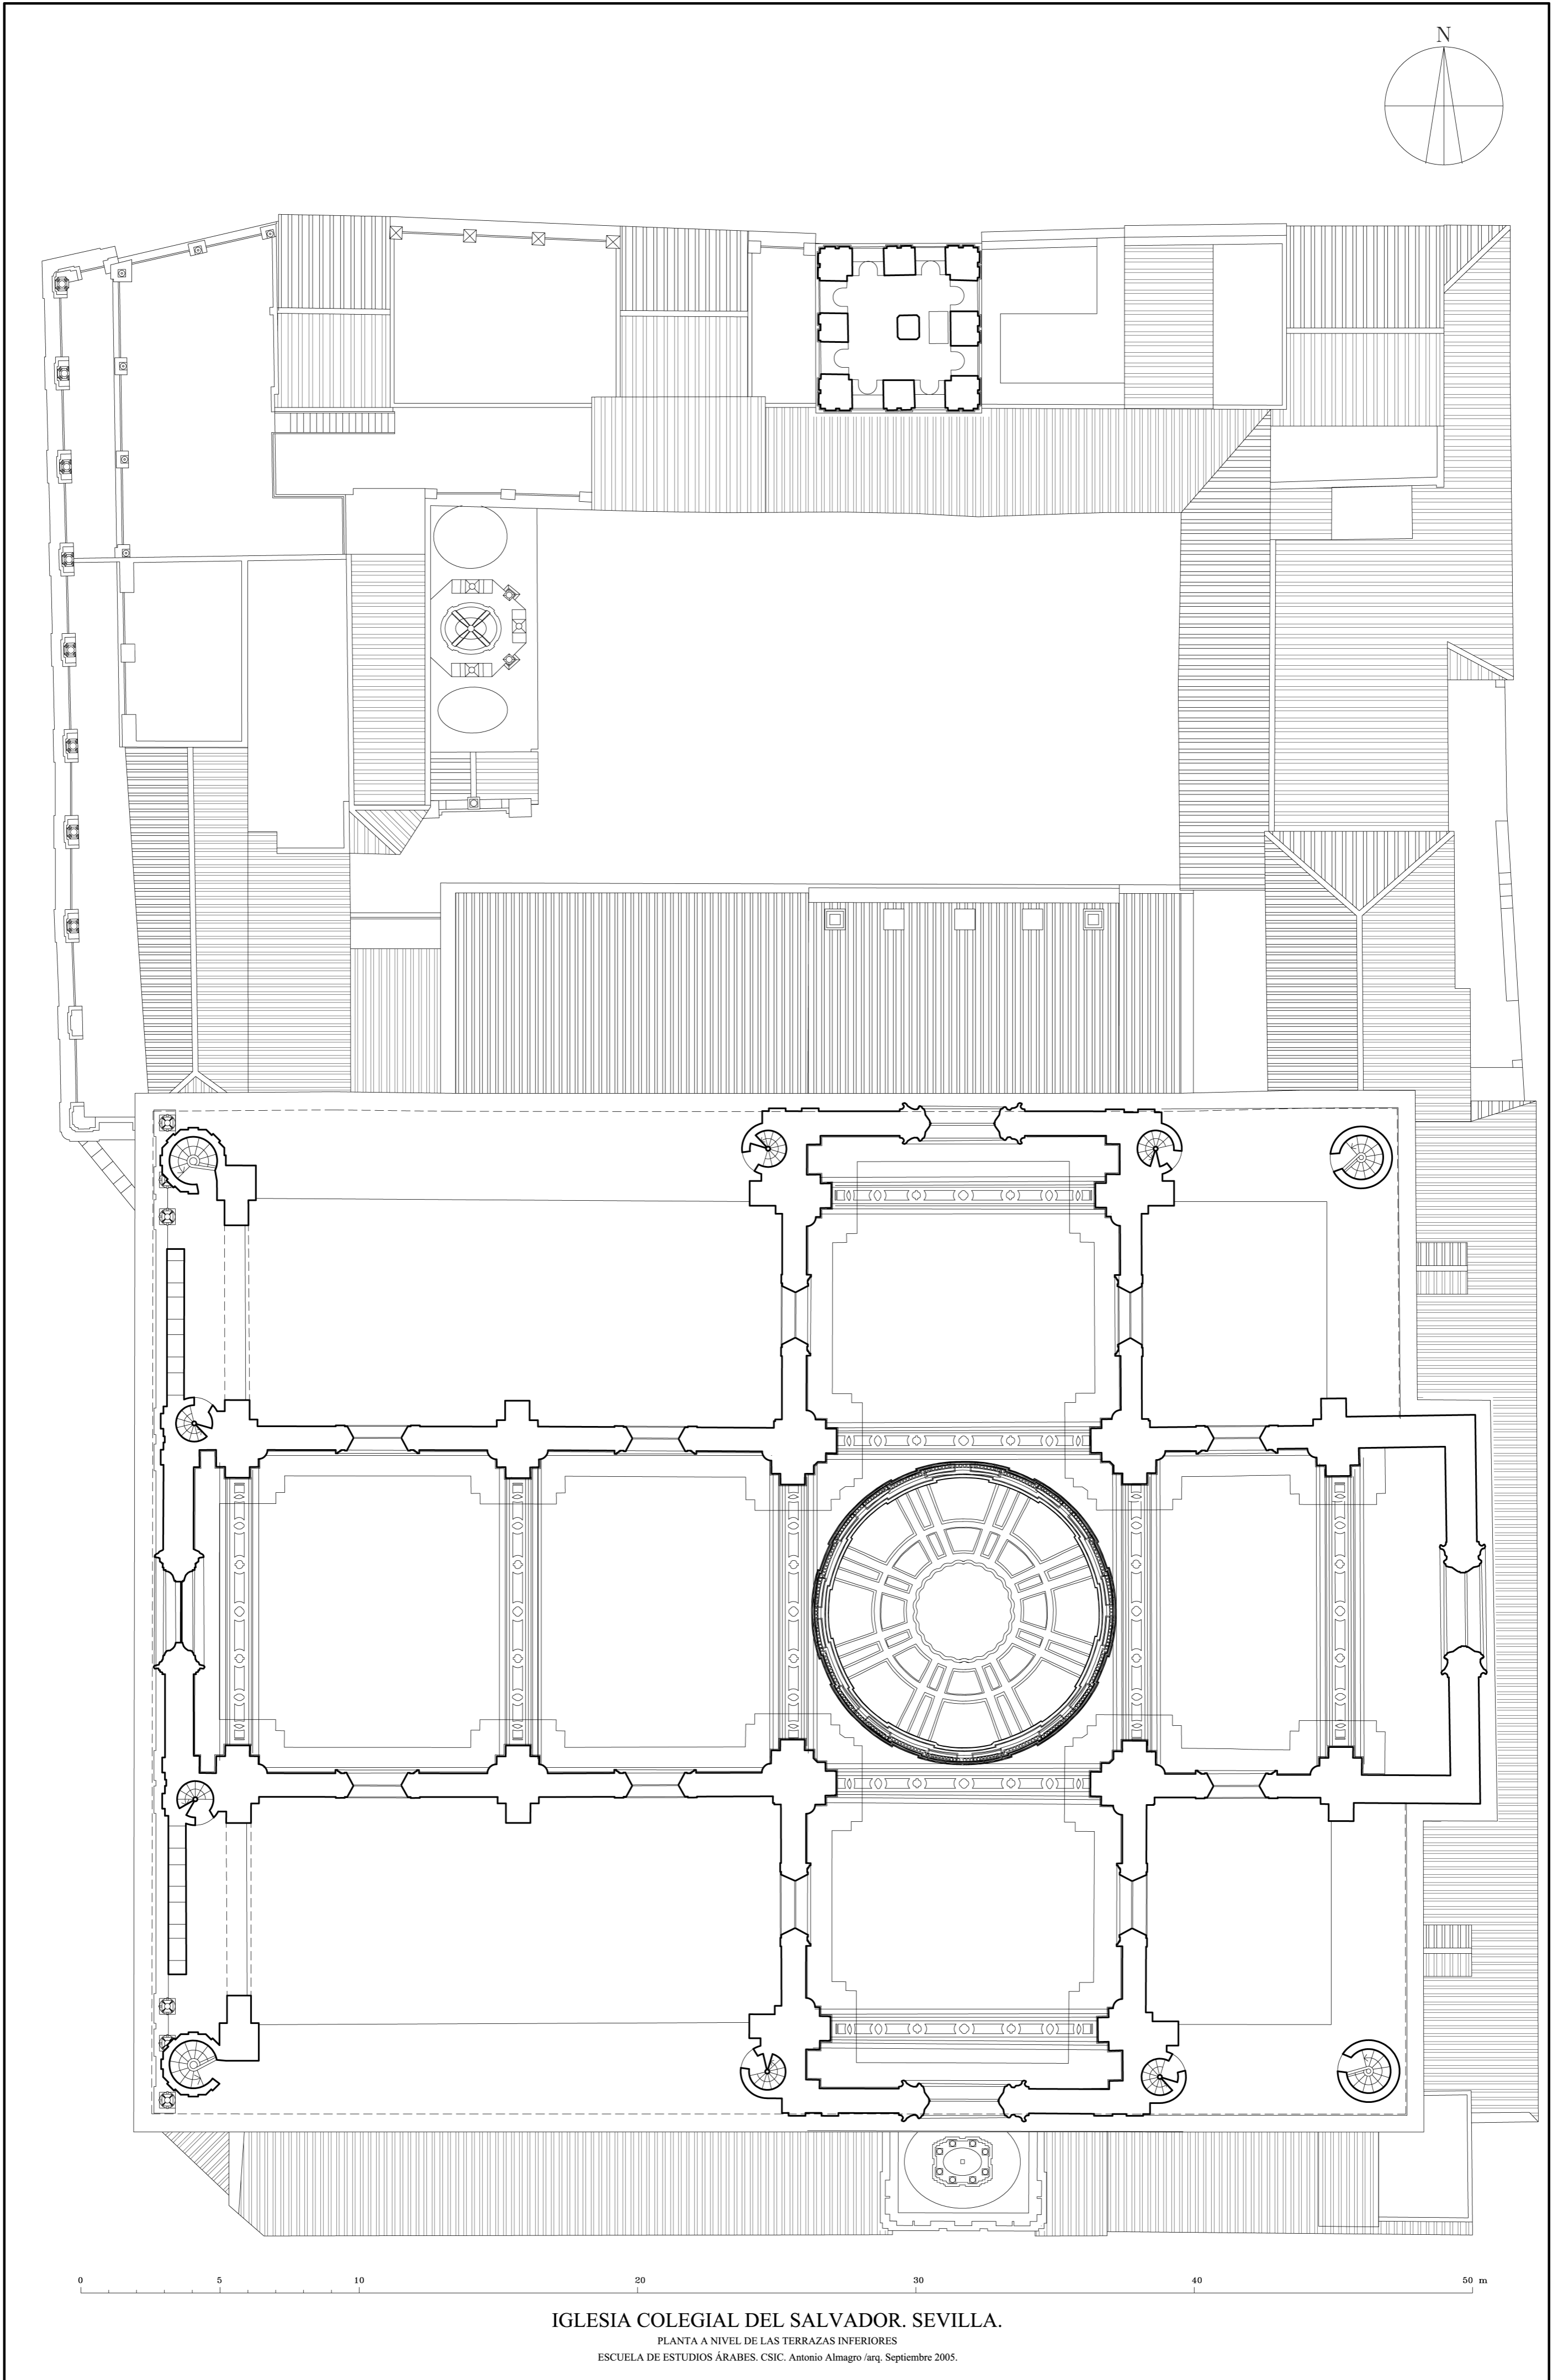 N
0 5 10 20 30 40 50 m
IGLESIA COLEGIAL DEL SALVADOR. SEVILLA.
PLANTA A NIVEL DE LAS TERRAZAS INFERIORES
ESCUELA DE ESTUDIOS ÁRABES. CSIC. Antonio Almagro /arq. Septiembre 2005.